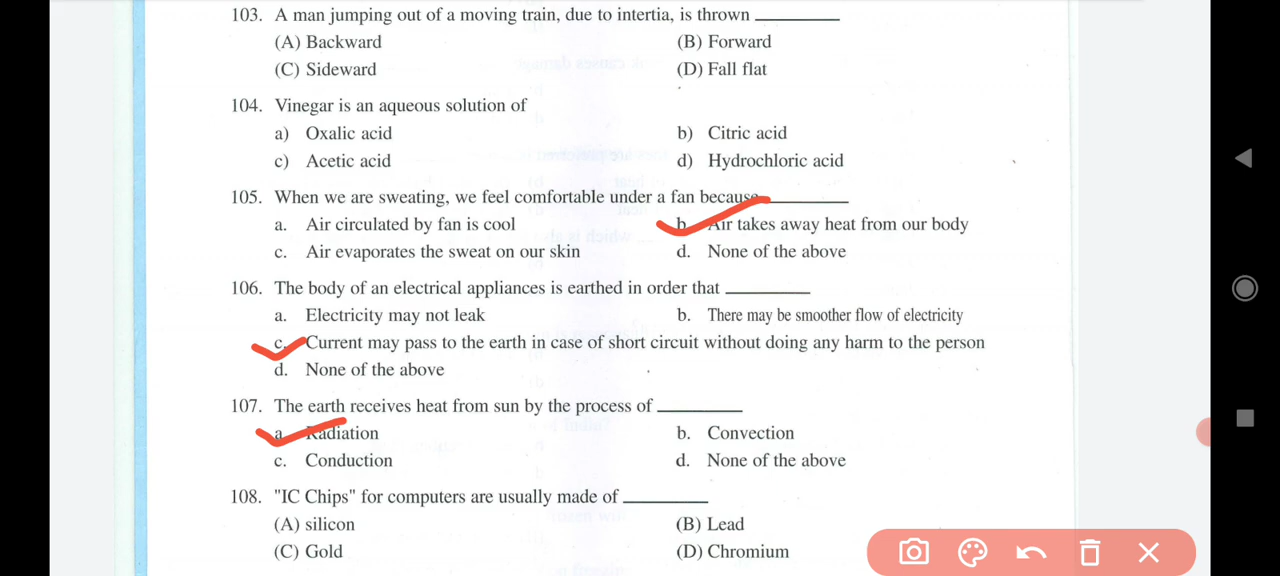 103. A man jumping out of a moving train, due to intertia, is thrown
(A) Backward (B) Forward
(C) Sideward (D) Fall flat
104. Vinegar is an aqueous solution of
a) Oxalic acid b) Citric acid
c) Acetic acid d) Hydrochloric acid
105. When we are sweating, we feel comfortable under a fan because
a. Air circulated by fan is cool b. Air takes away heat from our body
c. Air evaporates the sweat on our skin d. None of the above
106. The body of an electrical appliances is earthed in order that
a. Electricity may not leak b. There may be smoother flow of electricity
c. Current may pass to the earth in case of short circuit without doing any harm to the person
d. None of the above
107. The earth receives heat from sun by the process of
a. Radiation b. Convection
c. Conduction d. None of the above
108. "IC Chips" for computers are usually made of
(A) silicon (B) Lead
(C) Gold (D) Chromium